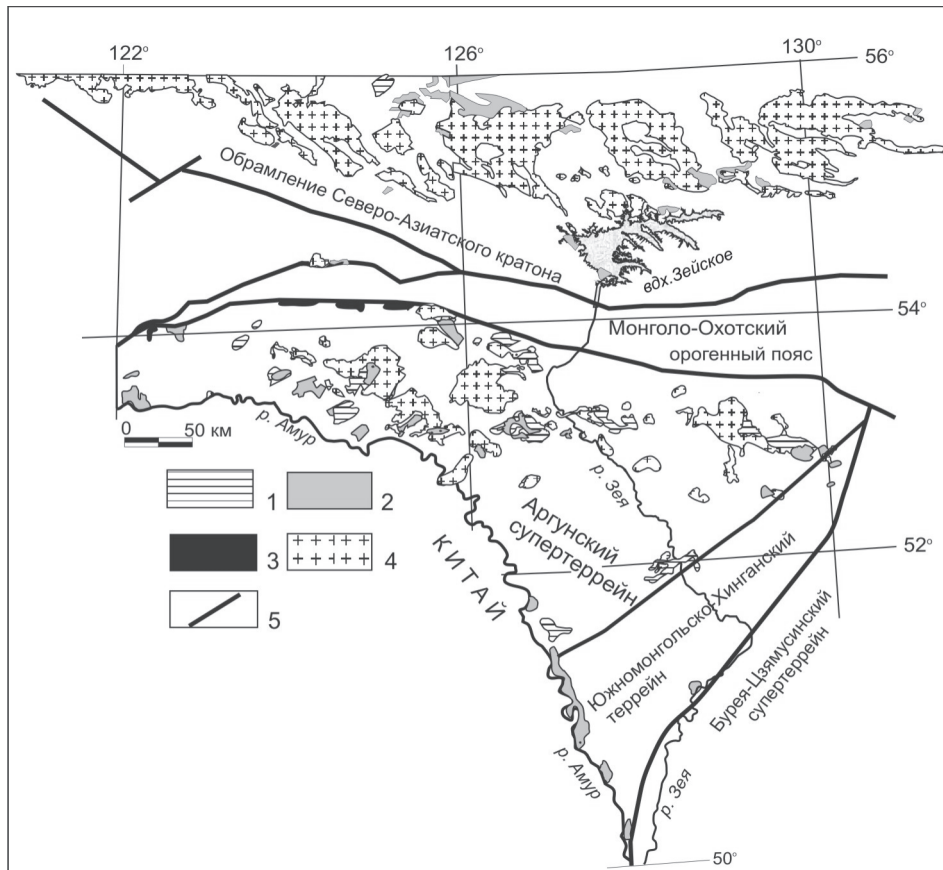 122°
126°
130°
56°
Обрамление Северо-Азиатского кратона
вдх.Зейское
54°
Монголо-Охотский
орогенный пояс
0 50 км
р. Амур
р. Зея
1
2
3
4
5
Аргунский
супертеррейн
КИТАЙ
52°
Южномонгольско-Хинганский
террейн
Бурея-Цзямусинский
супертеррейн
р. Амур
р. Зея
50°